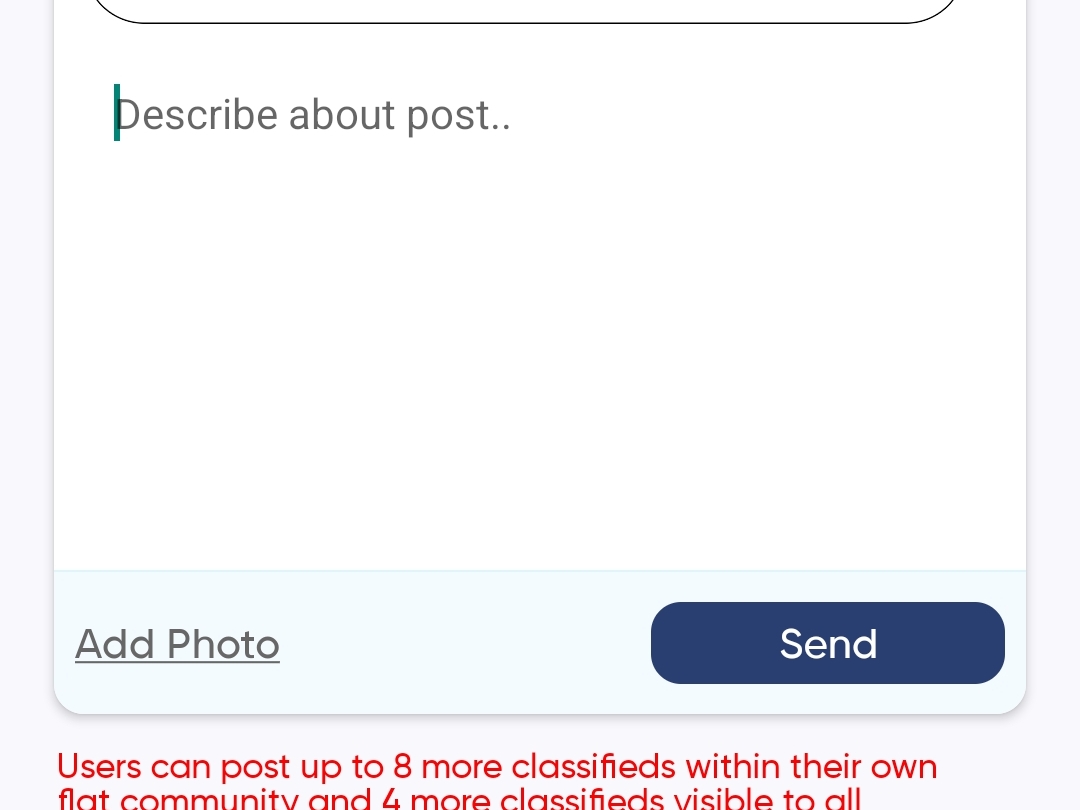 Describe about post..
Add Photo
Send
Users can post up to 8 more classifieds within their own
flat community and 4 more classifieds visible to all